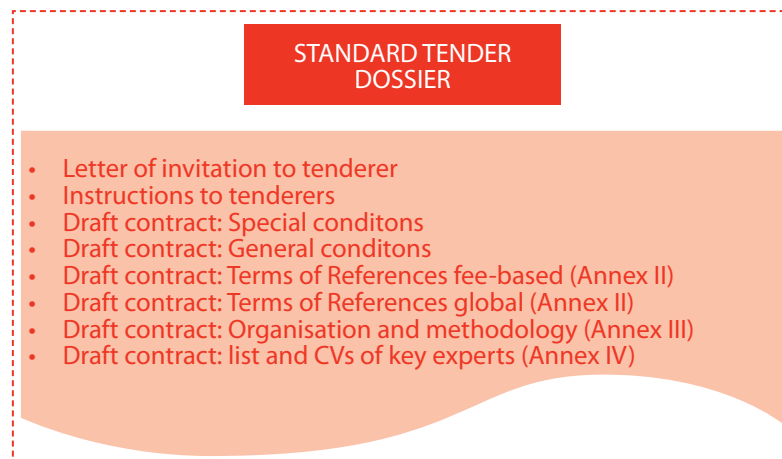 STANDARD TENDER
DOSSIER
• Letter of invitation to tenderer
• Instructions to tenderers
• Draft contract: Special conditons
• Draft contract: General conditons
• Draft contract: Terms of References fee-based (Annex II)
• Draft contract: Terms of References global (Annex II)
• Draft contract: Organisation and methodology (Annex III)
• Draft contract: list and CVs of key experts (Annex IV)